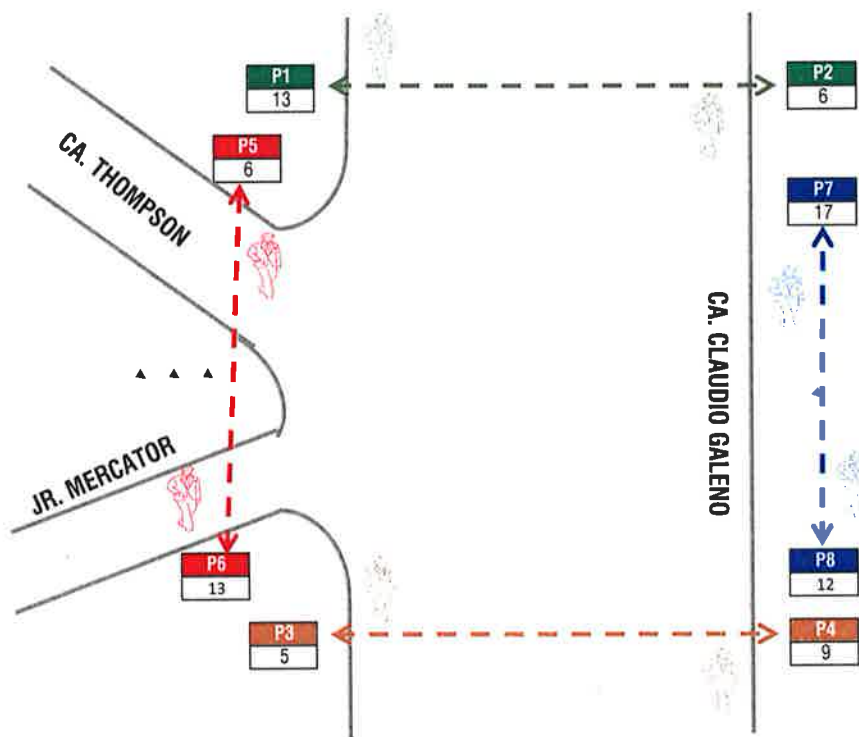 P1
13
P2
6
P5
6
P7
17
CA. THOMPSON
CA. CLAUDIO GALENO
JR. MERCATOR
P6
13
P8
12
P3
5
P4
9